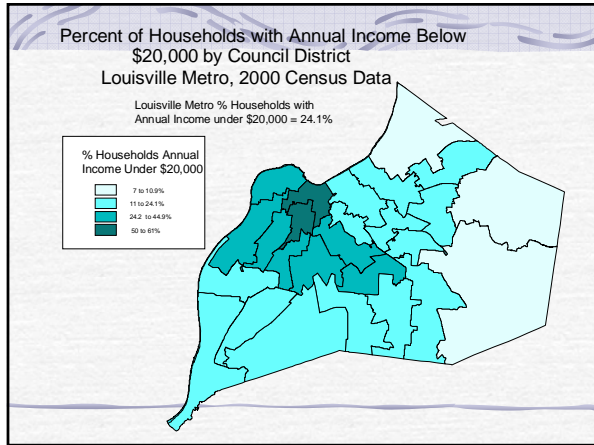 Percent of Households with Annual Income Below
$20,000 by Council District
Louisville Metro, 2000 Census Data
Louisville Metro % Households with
Annual Income under $20,000 = 24.1%
% Households Annual
Income Under $20,000
7 to 10.9%
11 to 24.1%
24.2 to 44.9%
50 to 61%